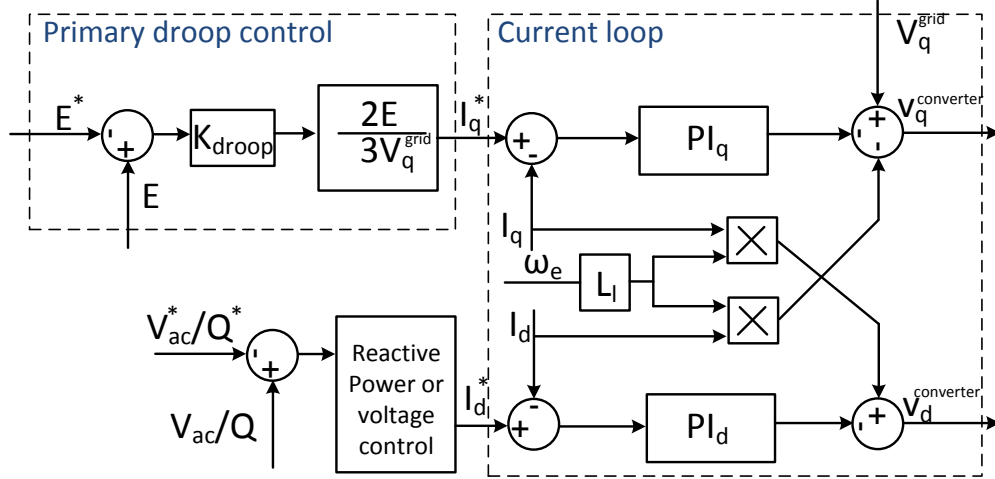 Primary droop control
Current loop
V_q^grid
E*
K_droop
2E
3V_q^grid
I_q*
PI_q
v_q^converter
E
I_q
ω_e
L_l
I_d
V_ac*/Q*
Reactive
Power or
voltage
control
I_d*
PI_d
v_d^converter
V_ac/Q